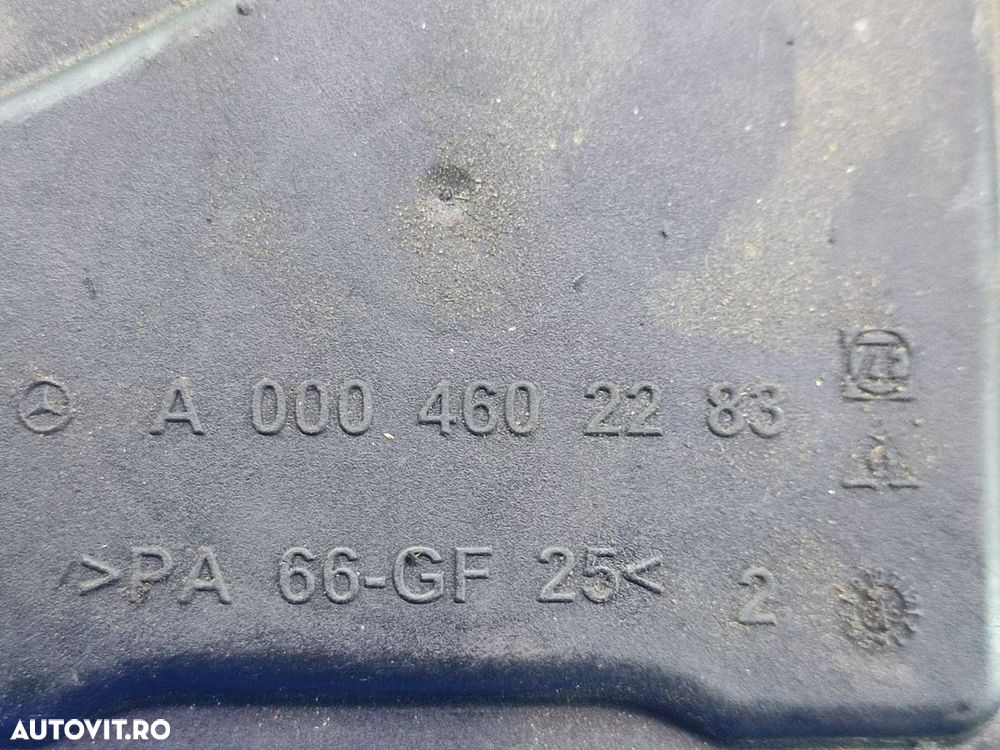 A 000 460 22 83
>PA 66-GF 25< 2
AUTOVIT.RO